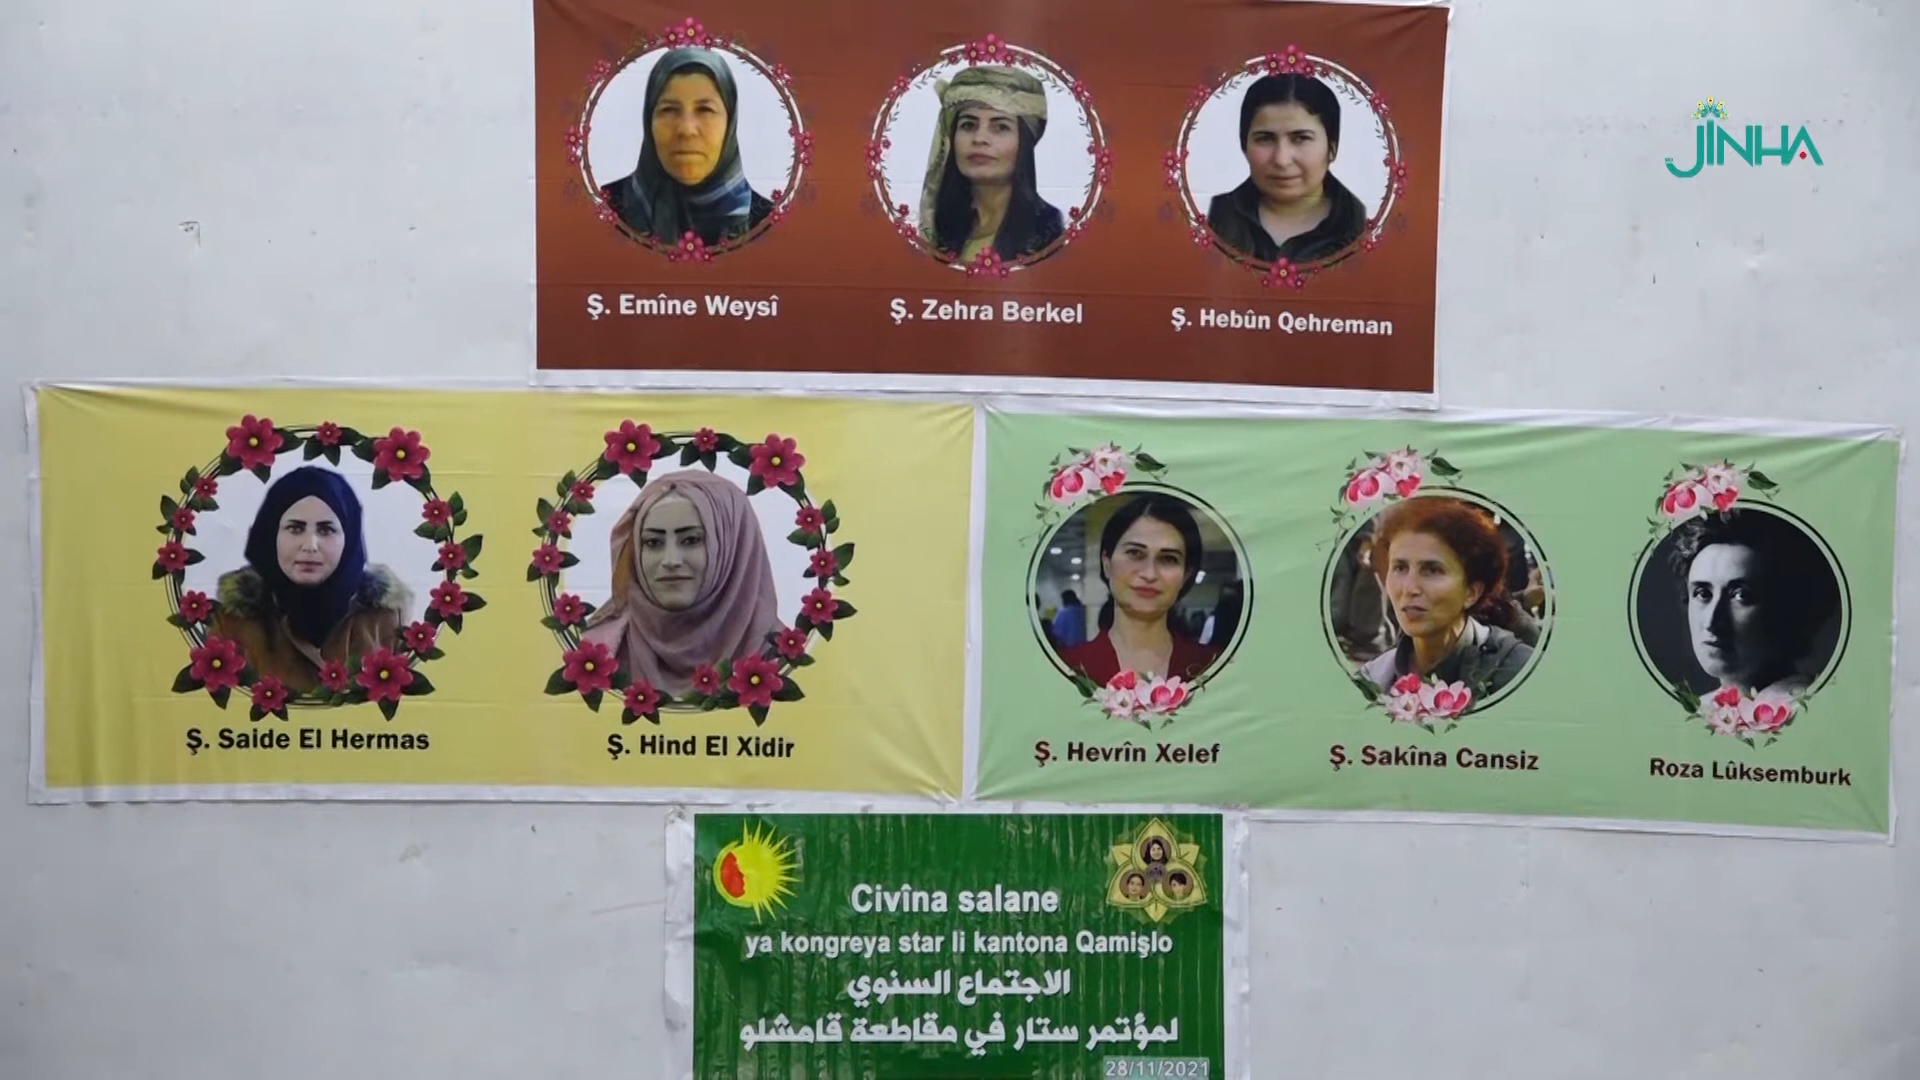 JINHA
Ş. Emîne Weysî
Ş. Zehra Berkel
Ş. Hebûn Qehreman
Ş. Saide El Hermas
Ş. Hind El Xidir
Ş. Hevrîn Xelef
Ş. Sakîna Cansiz
Roza Lûksemburk
Civîna salane
ya kongreya star li kantona Qamişlo
الاجتماع السنوي
لمؤتمر ستار في مقاطعة قامشلو
28/11/2021